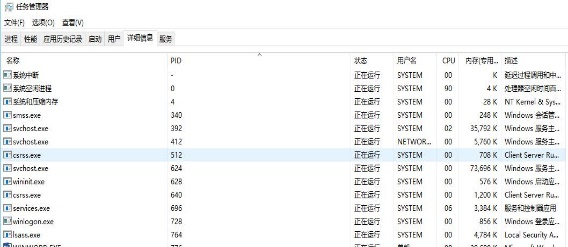 任务管理器
文件(F) 选项(O) 查看(V)
进程 性能 应用历史记录 启动 用户 详细信息 服务
名称 PID 状态 用户名 CPU 内存(专用... 描述
系统中断 - 正在运行 SYSTEM 00 K 延迟过程调用和中...
系统空闲进程 0 正在运行 SYSTEM 90 4 K 处理器空闲时间百...
系统和压缩内存 4 正在运行 SYSTEM 00 28 K NT Kernel & Sys
smss.exe 340 正在运行 SYSTEM 00 248 K Windows 会话管...
svchost.exe 392 正在运行 SYSTEM 02 35,792 K Windows 服务主...
svchost.exe 412 正在运行 NETWOR... 00 5,760 K Windows 服务主...
csrss.exe 512 正在运行 SYSTEM 00 708 K Client Server Ru...
svchost.exe 624 正在运行 SYSTEM 00 73,696 K Windows 服务主...
wininit.exe 628 正在运行 SYSTEM 00 576 K Windows 启动应...
csrss.exe 640 正在运行 SYSTEM 00 1,200 K Client Server Ru...
services.exe 696 正在运行 SYSTEM 06 3,384 K 服务和控制器应用
winlogon.exe 728 正在运行 SYSTEM 00 856 K Windows 登录应...
lsass.exe 764 正在运行 SYSTEM 00 4,784 K Local Security A...
WINWORD.EXE 776